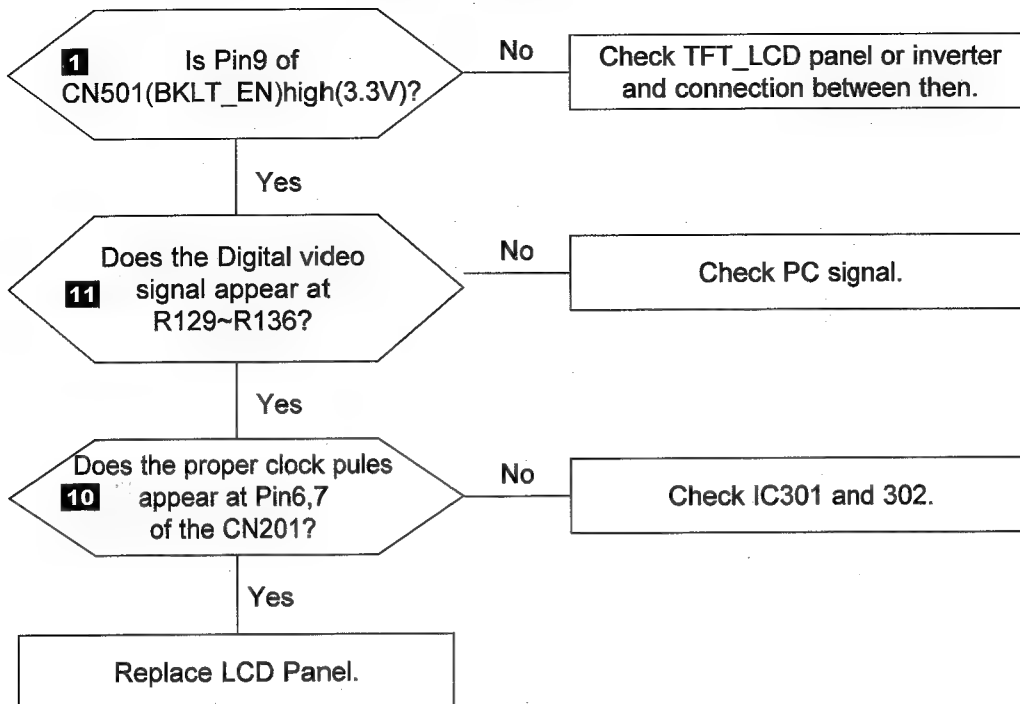 1 Is Pin9 of
CN501(BKLT_EN)high(3.3V)?
No
Check TFT_LCD panel or inverter
and connection between then.
Yes
Does the Digital video
11 signal appear at
R129~R136?
No
Check PC signal.
Yes
Does the proper clock pules
10 appear at Pin6,7
of the CN201?
No
Check IC301 and 302.
Yes
Replace LCD Panel.